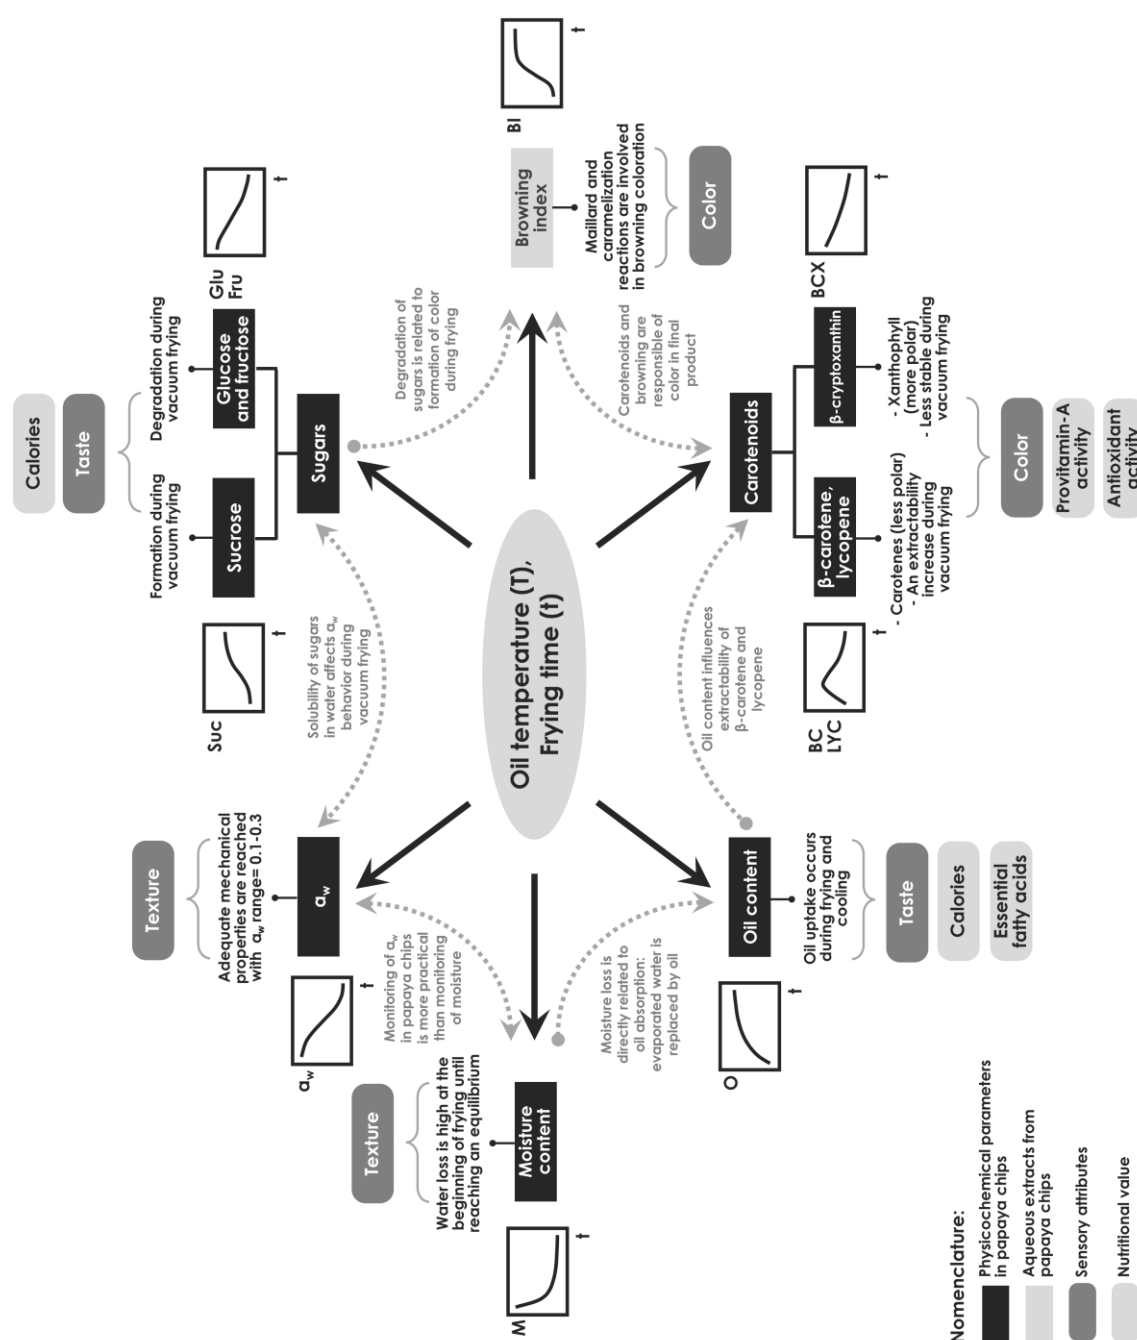 Calories
Taste
Formation during
vacuum frying
Degradation during
vacuum frying
Suc
t
Sucrose
Glucose
and fructose
Glu
Fru
t
Sugars
Texture
Adequate mechanical
properties are reached
with aw range= 0.1-0.3
aw
t
aw
Solubility of sugars
in water affects aw
behavior during
vacuum frying
Degradation of
sugars is related to
formation of color
during frying
Monitoring of aw
in papaya chips
is more practical
than monitoring
of moisture
Texture
Water loss is high at the
beginning of frying until
reaching an equilibrium
M
t
Moisture
content
Oil temperature (T),
Frying time (t)
Browning
index
BI
t
Maillard and
caramelization
reactions are involved
in browning coloration
Color
Moisture loss is
directly related to
oil absorption:
evaporated water is
replaced by oil
Oil content influences
extractability of
β-carotene and
lycopene
Carotenoids and
browning are
responsible of
color in final
product
O
t
Oil content
Oil uptake occurs
during frying and
cooling
Taste
Calories
Essential
fatty acids
Carotenoids
BC
LYC
t
β-carotene,
lycopene
β-cryptoxanthin
BCX
t
- Carotenes (less polar)
- An extractability
increase during
vacuum frying
- Xanthophyll
(more polar)
- Less stable during
vacuum frying
Color
Provitamin-A
activity
Antioxidant
activity
Nomenclature:
Physicochemical parameters
in papaya chips
Aqueous extracts from
papaya chips
Sensory attributes
Nutritional value